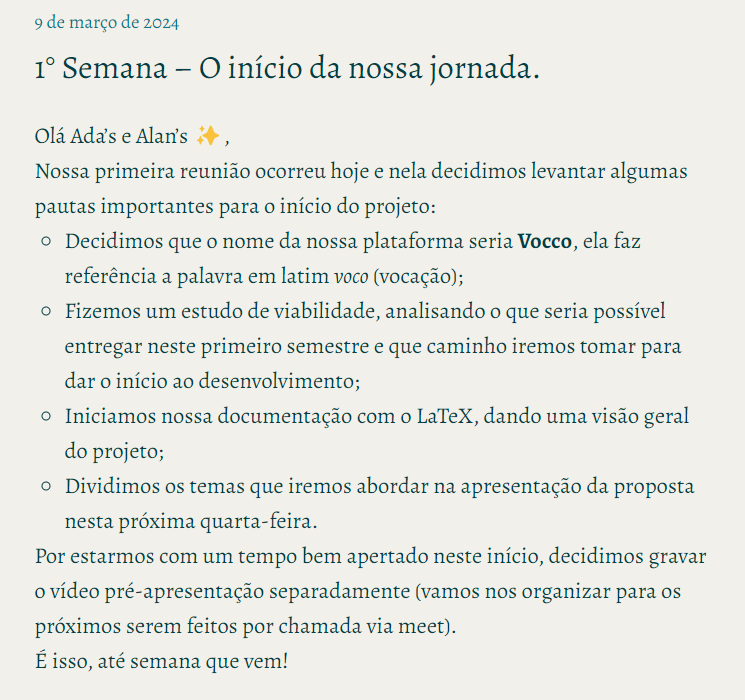 9 de março de 2024
1° Semana – O início da nossa jornada.
Olá Ada’s e Alan’s ✨ ,
Nossa primeira reunião ocorreu hoje e nela decidimos levantar algumas
pautas importantes para o início do projeto:
Decidimos que o nome da nossa plataforma seria Vocco, ela faz
referência a palavra em latim voco (vocação);
Fizemos um estudo de viabilidade, analisando o que seria possível
entregar neste primeiro semestre e que caminho iremos tomar para
dar o início ao desenvolvimento;
Iniciamos nossa documentação com o LaTeX, dando uma visão geral
do projeto;
Dividimos os temas que iremos abordar na apresentação da proposta
nesta próxima quarta-feira.
Por estarmos com um tempo bem apertado neste início, decidimos gravar
o vídeo pré-apresentação separadamente (vamos nos organizar para os
próximos serem feitos por chamada via meet).
É isso, até semana que vem!